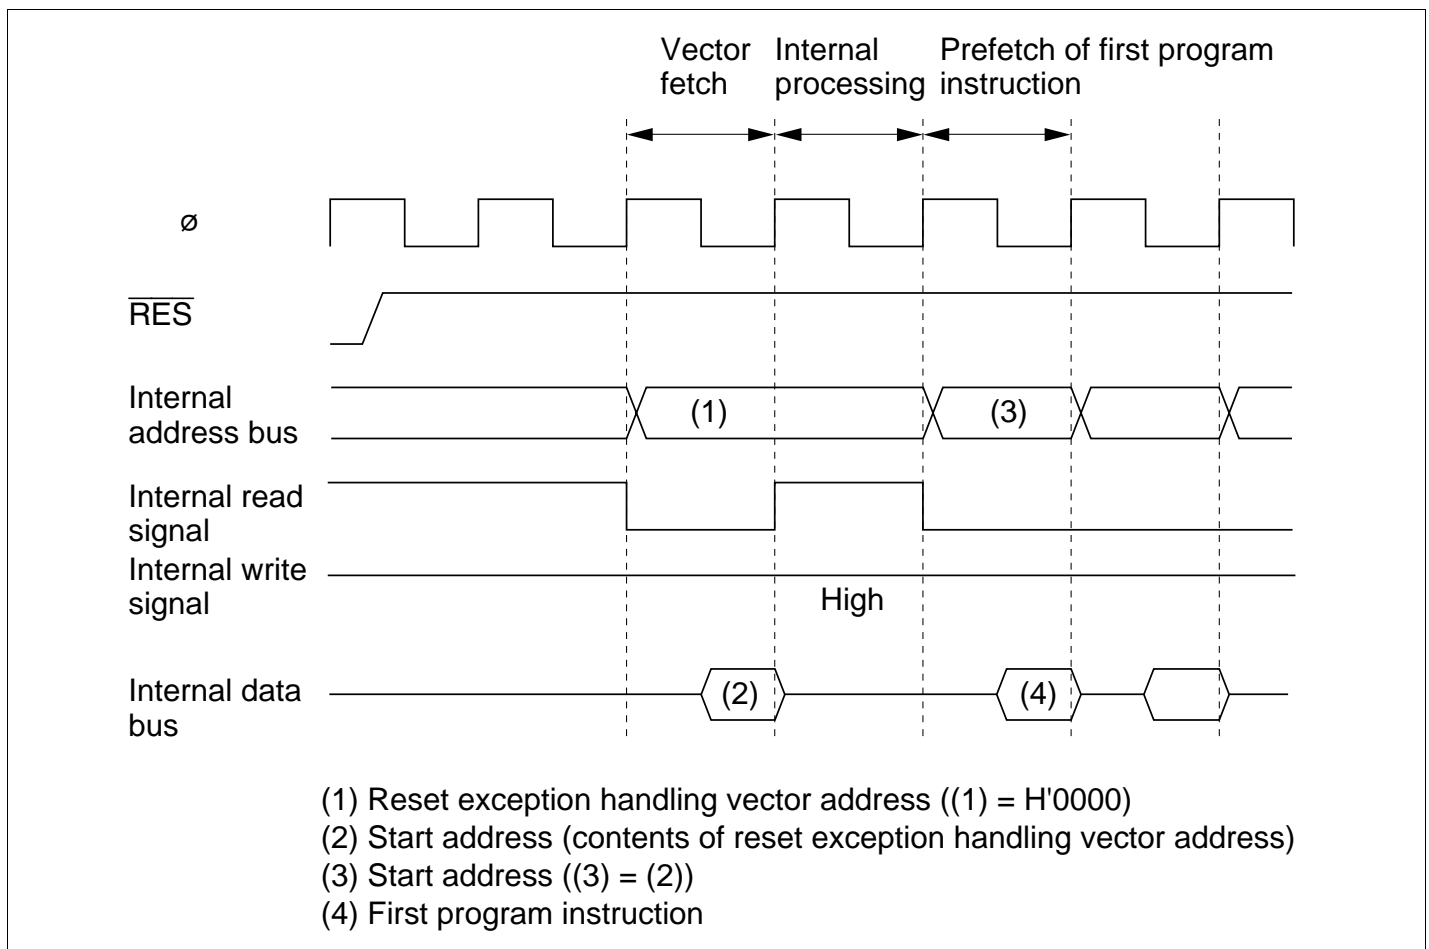 Vector
fetch
Internal
processing
Prefetch of first program
instruction
ø
R̅E̅S̅
Internal
address bus
(1)
(3)
Internal read
signal
Internal write
signal
High
Internal data
bus
(2)
(4)
(1) Reset exception handling vector address ((1) = H'0000)
(2) Start address (contents of reset exception handling vector address)
(3) Start address ((3) = (2))
(4) First program instruction